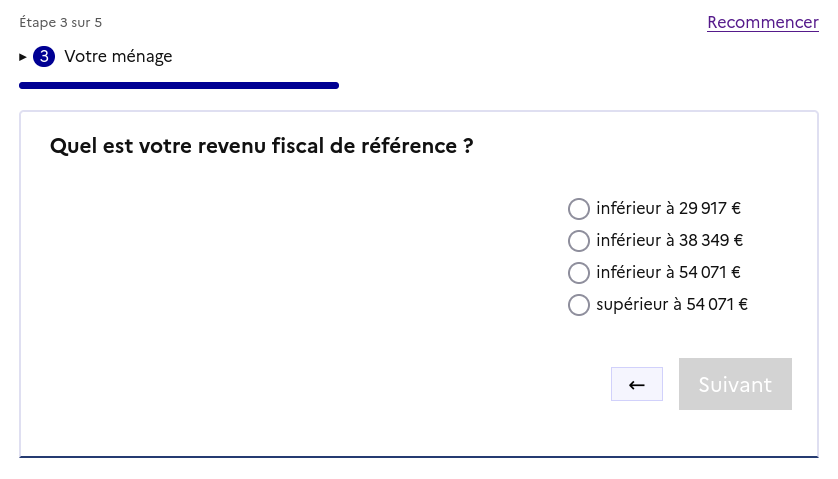 Étape 3 sur 5
Recommencer
▸ 3 Votre ménage
Quel est votre revenu fiscal de référence ?
inférieur à 29 917 €
inférieur à 38 349 €
inférieur à 54 071 €
supérieur à 54 071 €
← Suivant